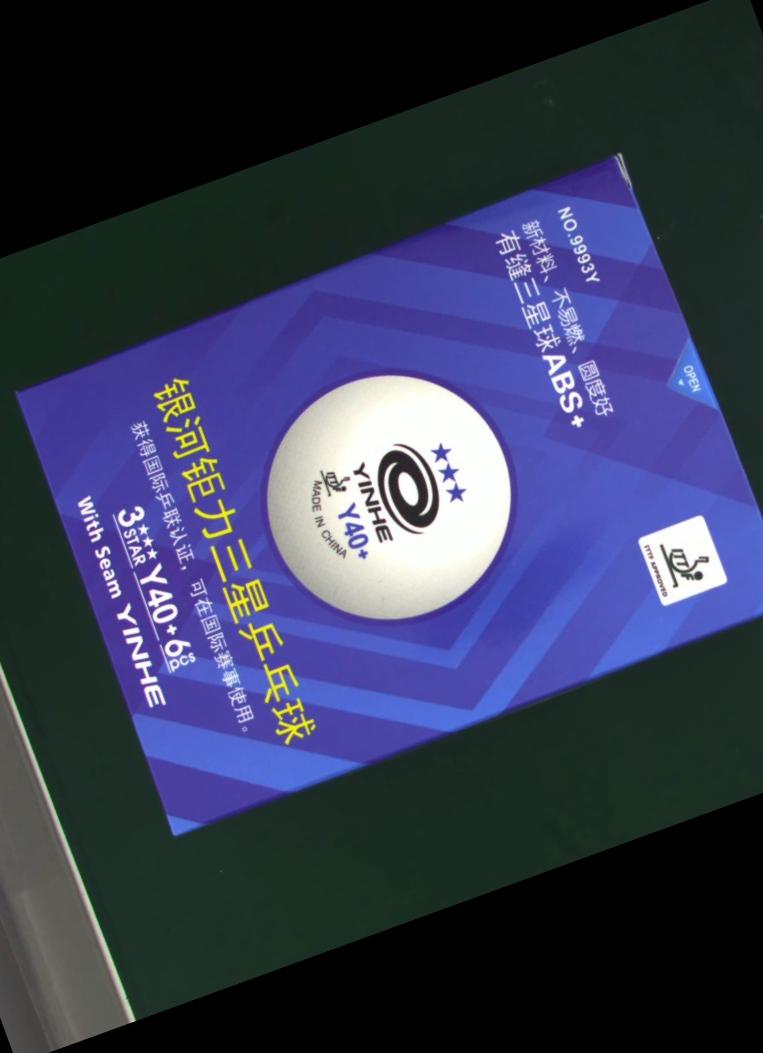 NO.9993Y
新材料、不易燃、圆度好
有缝三星球ABS+
OPEN
ITTF
ITTF APPROVED
YINHE
Y40+
MADE IN CHINA
银河钜力三星乒乓球
获得国际乒联认证，可在国际赛事使用。
3 STAR Y40+ 6PCS
With Seam YINHE